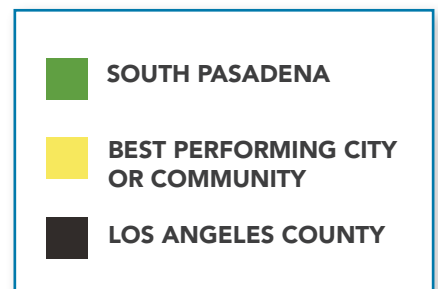 SOUTH PASADENA
BEST PERFORMING CITY
OR COMMUNITY
LOS ANGELES COUNTY